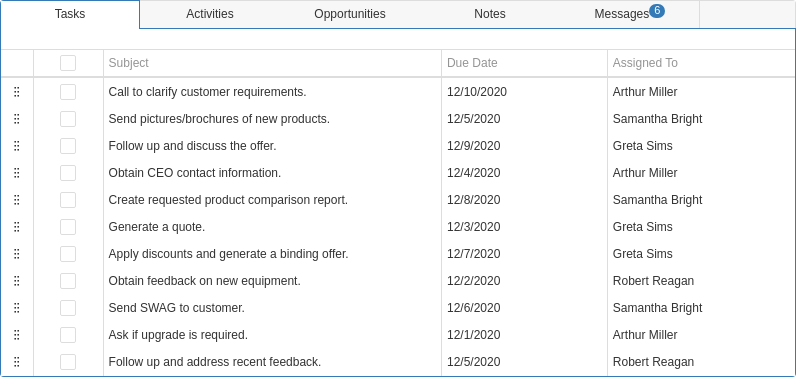 Tasks Activities Opportunities Notes Messages 6
Subject Due Date Assigned To
Call to clarify customer requirements. 12/10/2020 Arthur Miller
Send pictures/brochures of new products. 12/5/2020 Samantha Bright
Follow up and discuss the offer. 12/9/2020 Greta Sims
Obtain CEO contact information. 12/4/2020 Arthur Miller
Create requested product comparison report. 12/8/2020 Samantha Bright
Generate a quote. 12/3/2020 Greta Sims
Apply discounts and generate a binding offer. 12/7/2020 Greta Sims
Obtain feedback on new equipment. 12/2/2020 Robert Reagan
Send SWAG to customer. 12/6/2020 Samantha Bright
Ask if upgrade is required. 12/1/2020 Arthur Miller
Follow up and address recent feedback. 12/5/2020 Robert Reagan